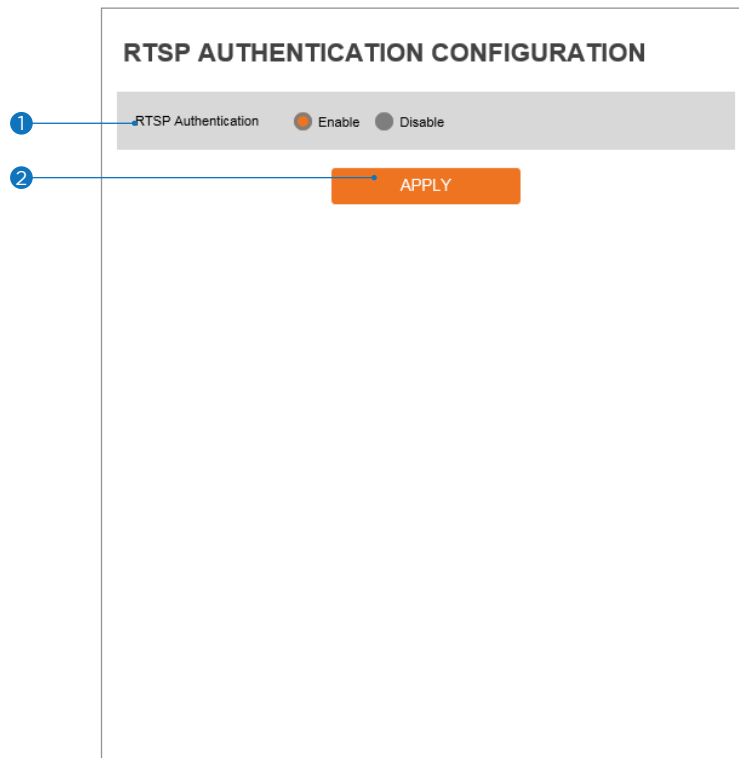 RTSP AUTHENTICATION CONFIGURATION
1 RTSP Authentication Enable Disable
2 APPLY